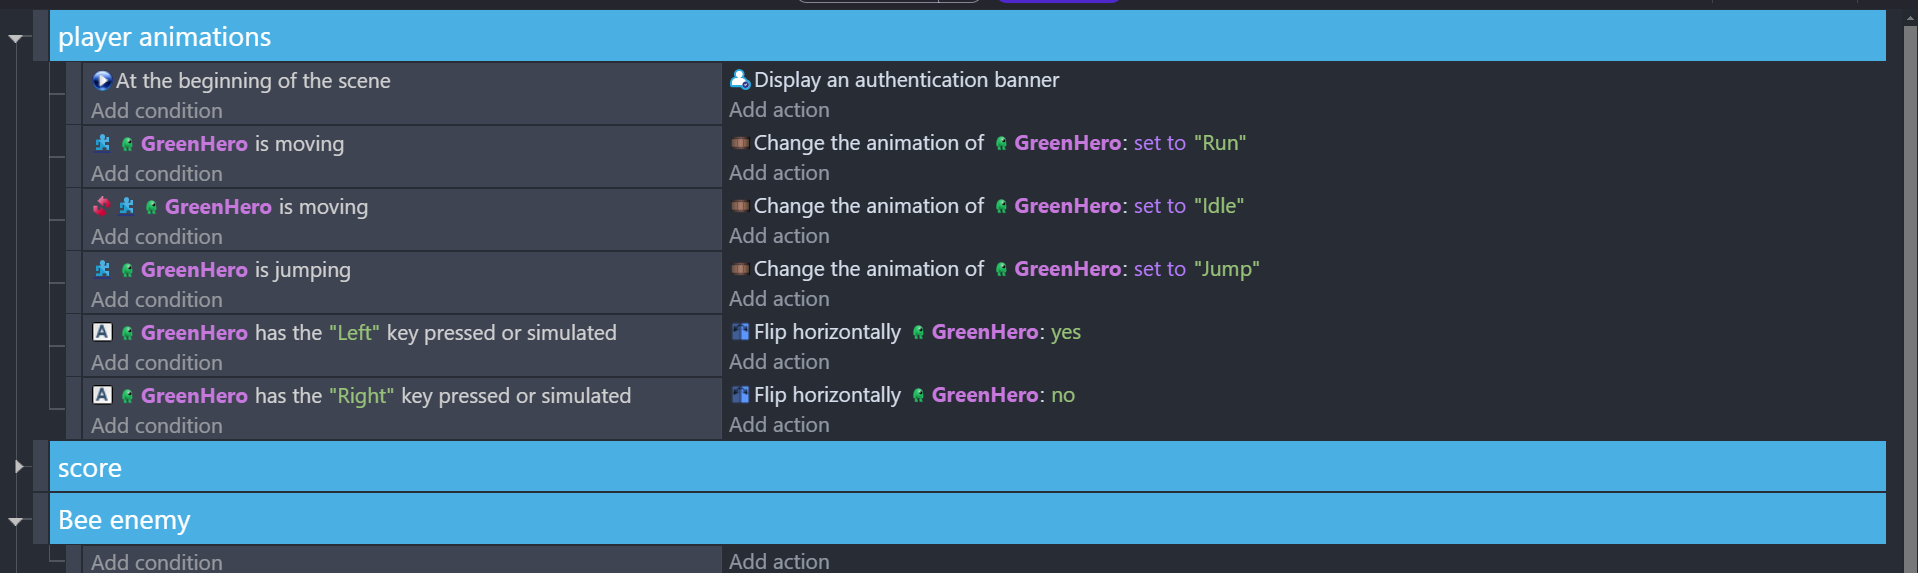 player animations
At the beginning of the scene
Display an authentication banner
Add condition
Add action
GreenHero is moving
Change the animation of GreenHero: set to "Run"
Add condition
Add action
GreenHero is moving
Change the animation of GreenHero: set to "Idle"
Add condition
Add action
GreenHero is jumping
Change the animation of GreenHero: set to "Jump"
Add condition
Add action
A GreenHero has the "Left" key pressed or simulated
Flip horizontally GreenHero: yes
Add condition
Add action
A GreenHero has the "Right" key pressed or simulated
Flip horizontally GreenHero: no
Add condition
Add action
score
Bee enemy
Add condition
Add action